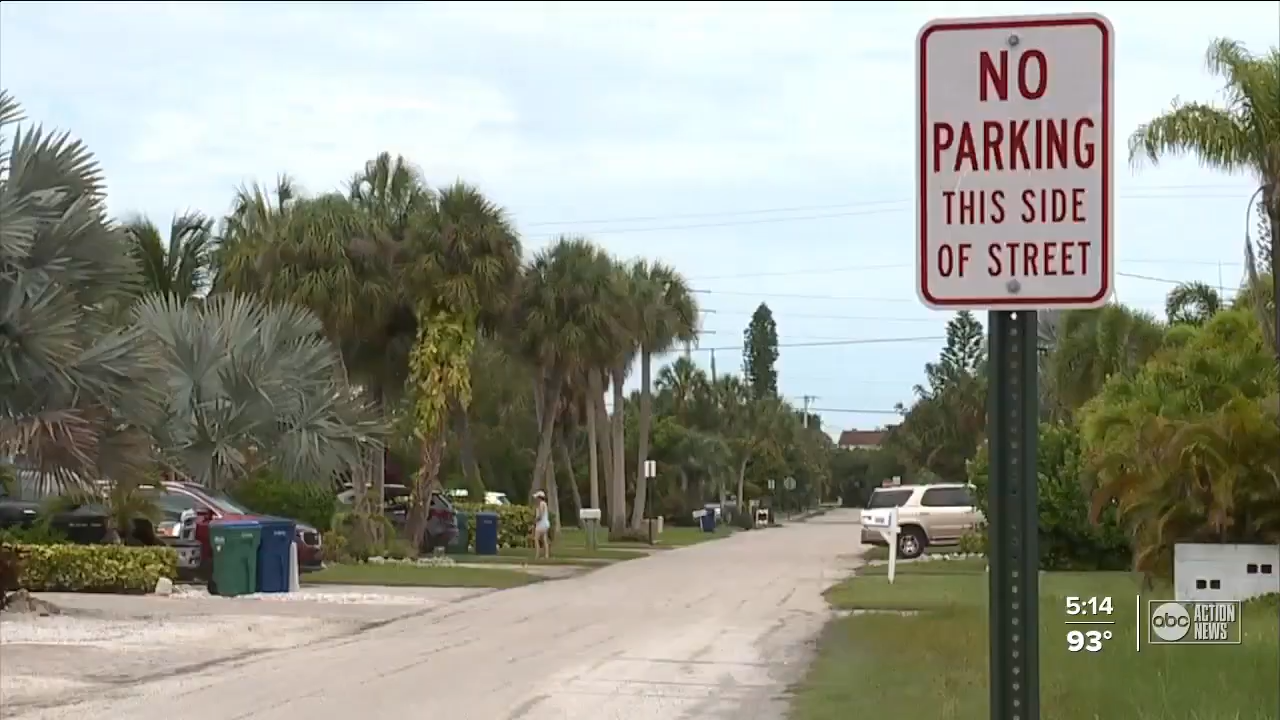 NO
PARKING
THIS SIDE
OF STREET
5:14
93°
abc ACTION
NEWS